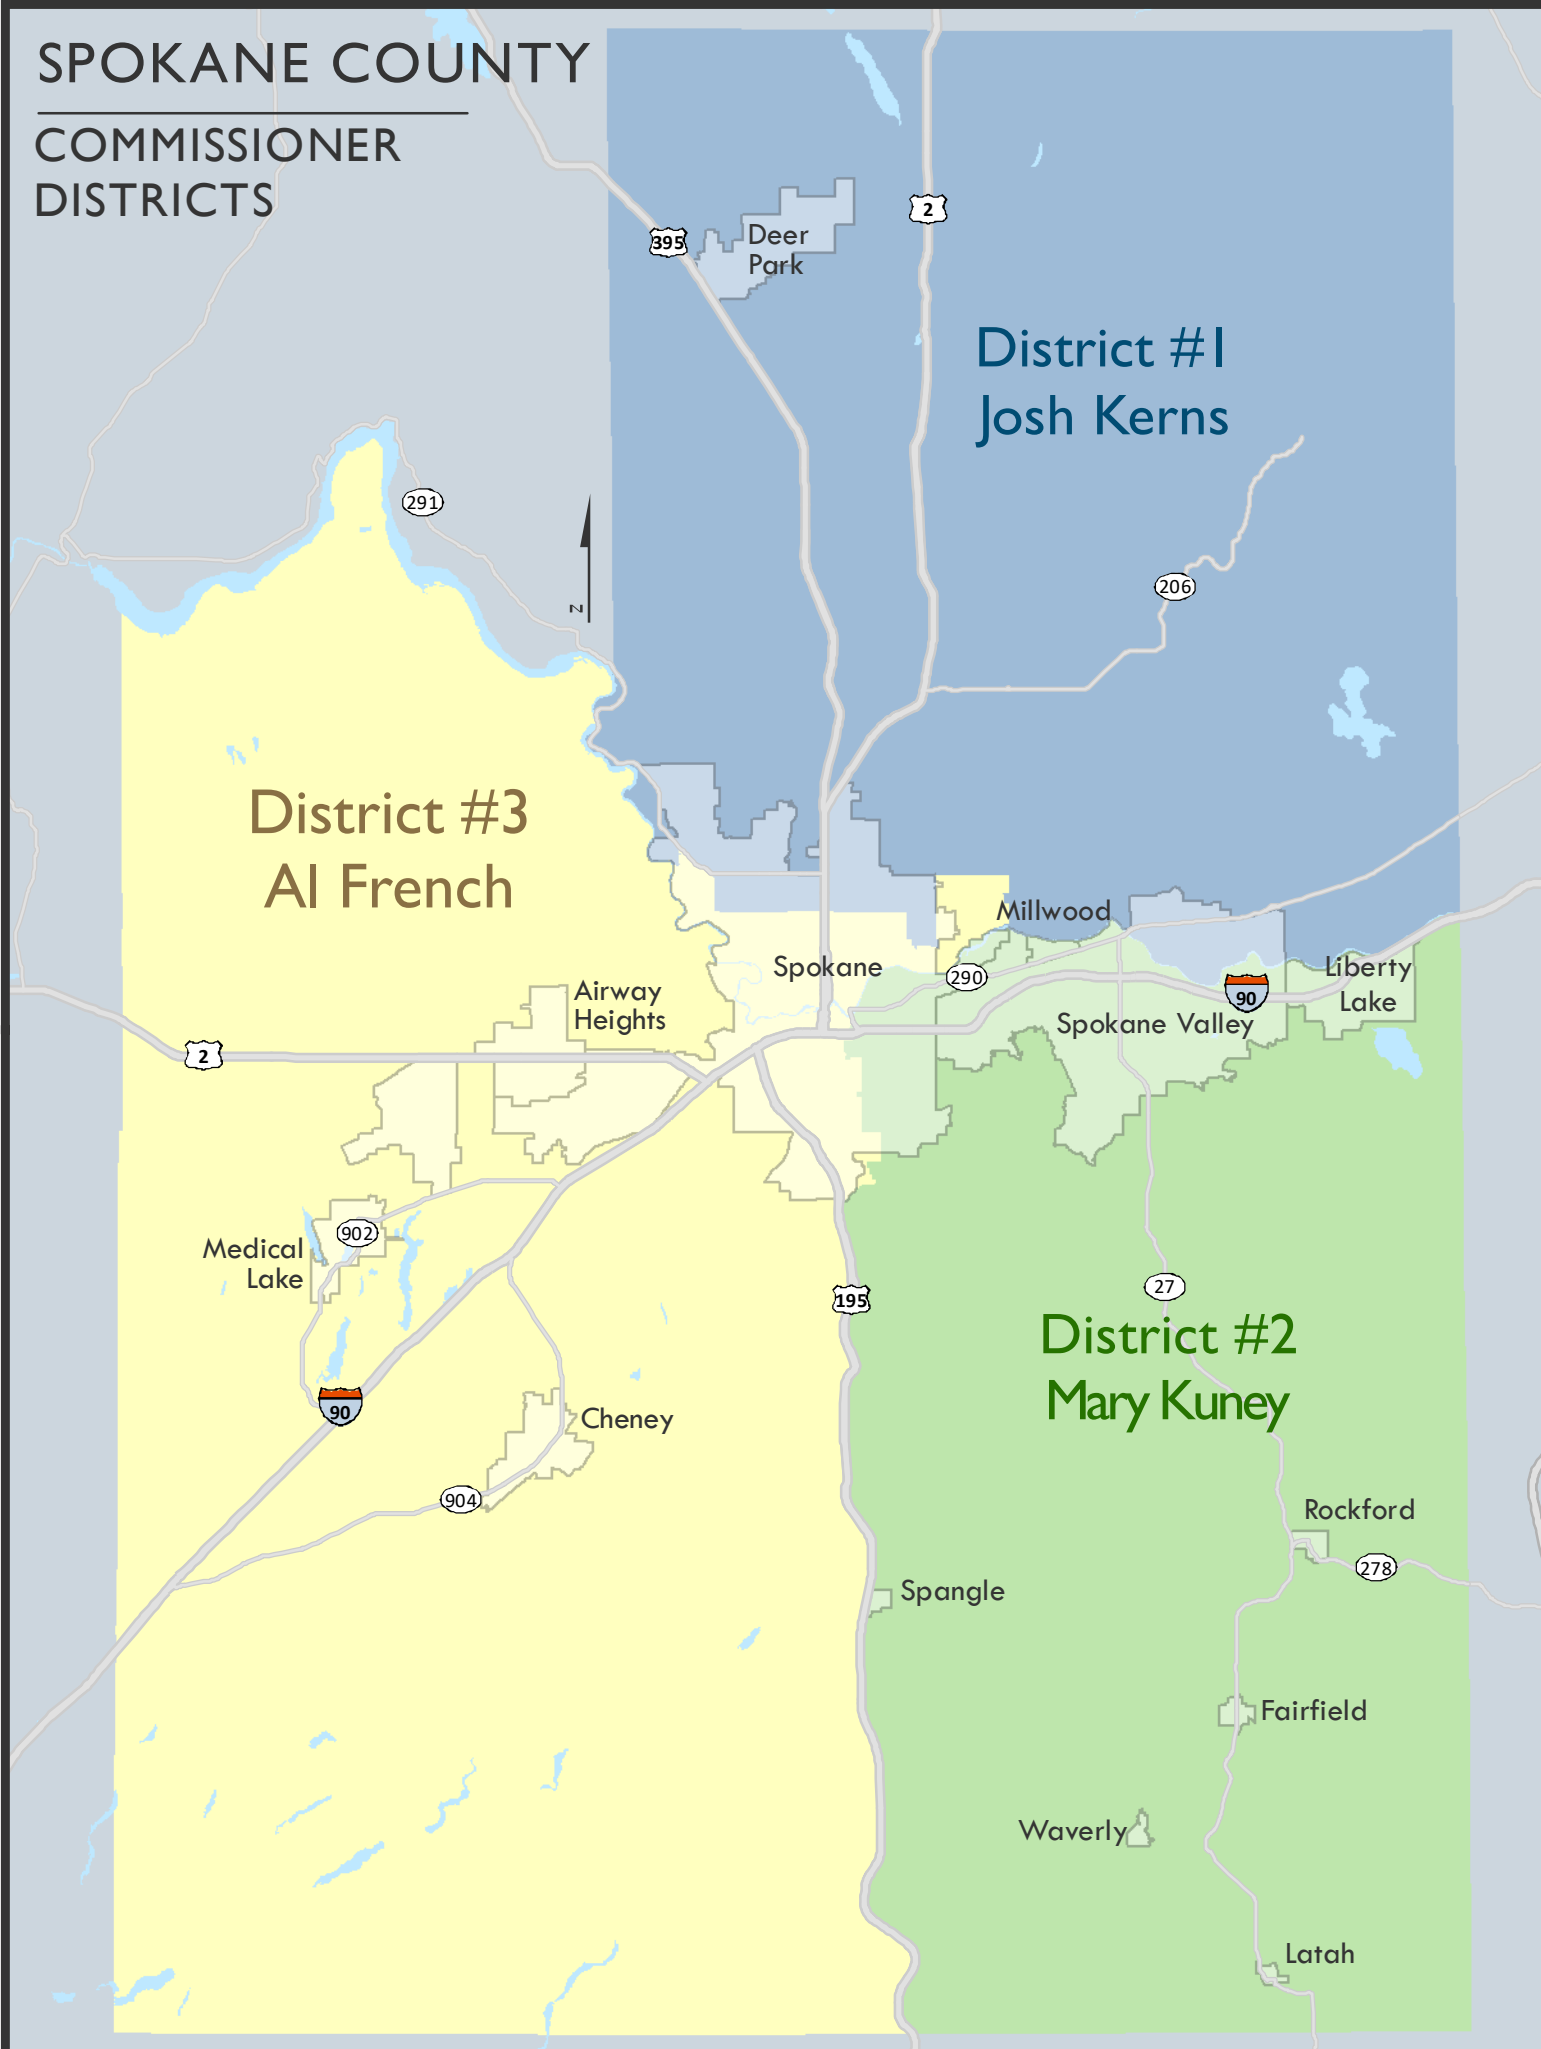 SPOKANE COUNTY
COMMISSIONER
DISTRICTS
395
Deer
Park
2
District #1
Josh Kerns
291
N
206
District #3
Al French
Millwood
Spokane
290
Liberty
Lake
90
Airway
Heights
Spokane Valley
2
902
Medical
Lake
27
195
District #2
Mary Kuney
90
Cheney
904
Rockford
278
Spangle
Fairfield
Waverly
Latah